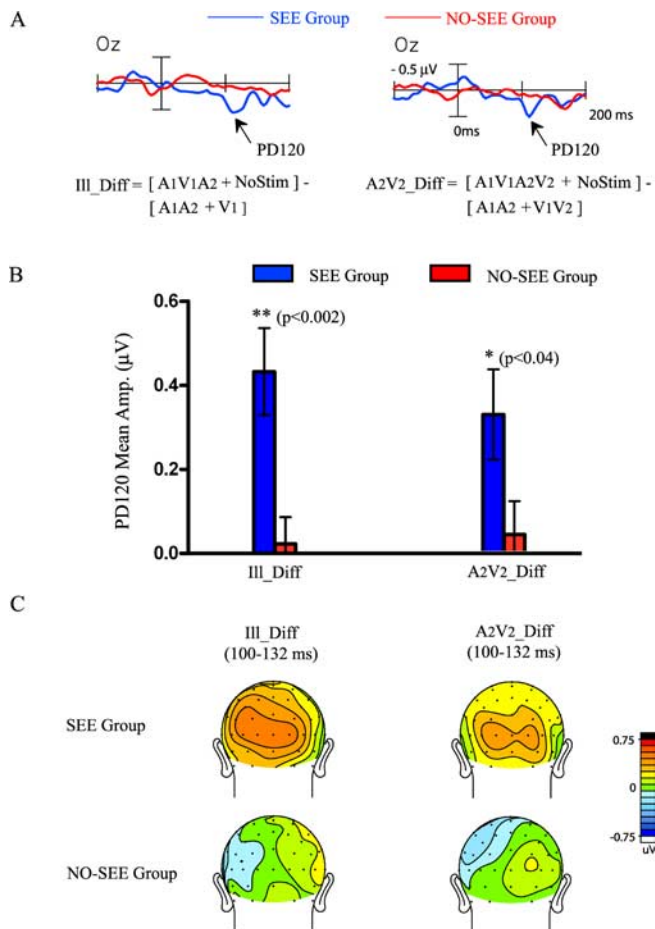 A
SEE Group
NO-SEE Group
Oz
PD120
Ill_Diff = [ A1V1A2 + NoStim ] -
[ A1A2 + V1 ]
Oz
- 0.5 µV
0ms
200 ms
PD120
A2V2_Diff = [ A1V1A2V2 + NoStim ] -
[ A1A2 + V1V2 ]
B
SEE Group
NO-SEE Group
PD120 Mean Amp. (µV)
0.6
0.4
0.2
0.0
** (p<0.002)
* (p<0.04)
Ill_Diff
A2V2_Diff
C
Ill_Diff
(100-132 ms)
A2V2_Diff
(100-132 ms)
SEE Group
NO-SEE Group
0.75
0
-0.75
uV